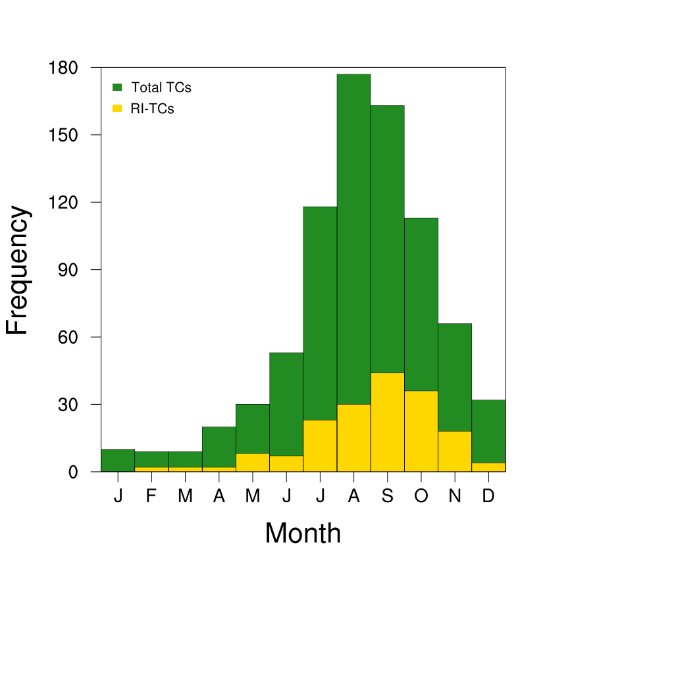 180
150
120
90
60
30
0
Total TCs
RI-TCs
Frequency
J F M A M J J A S O N D
Month